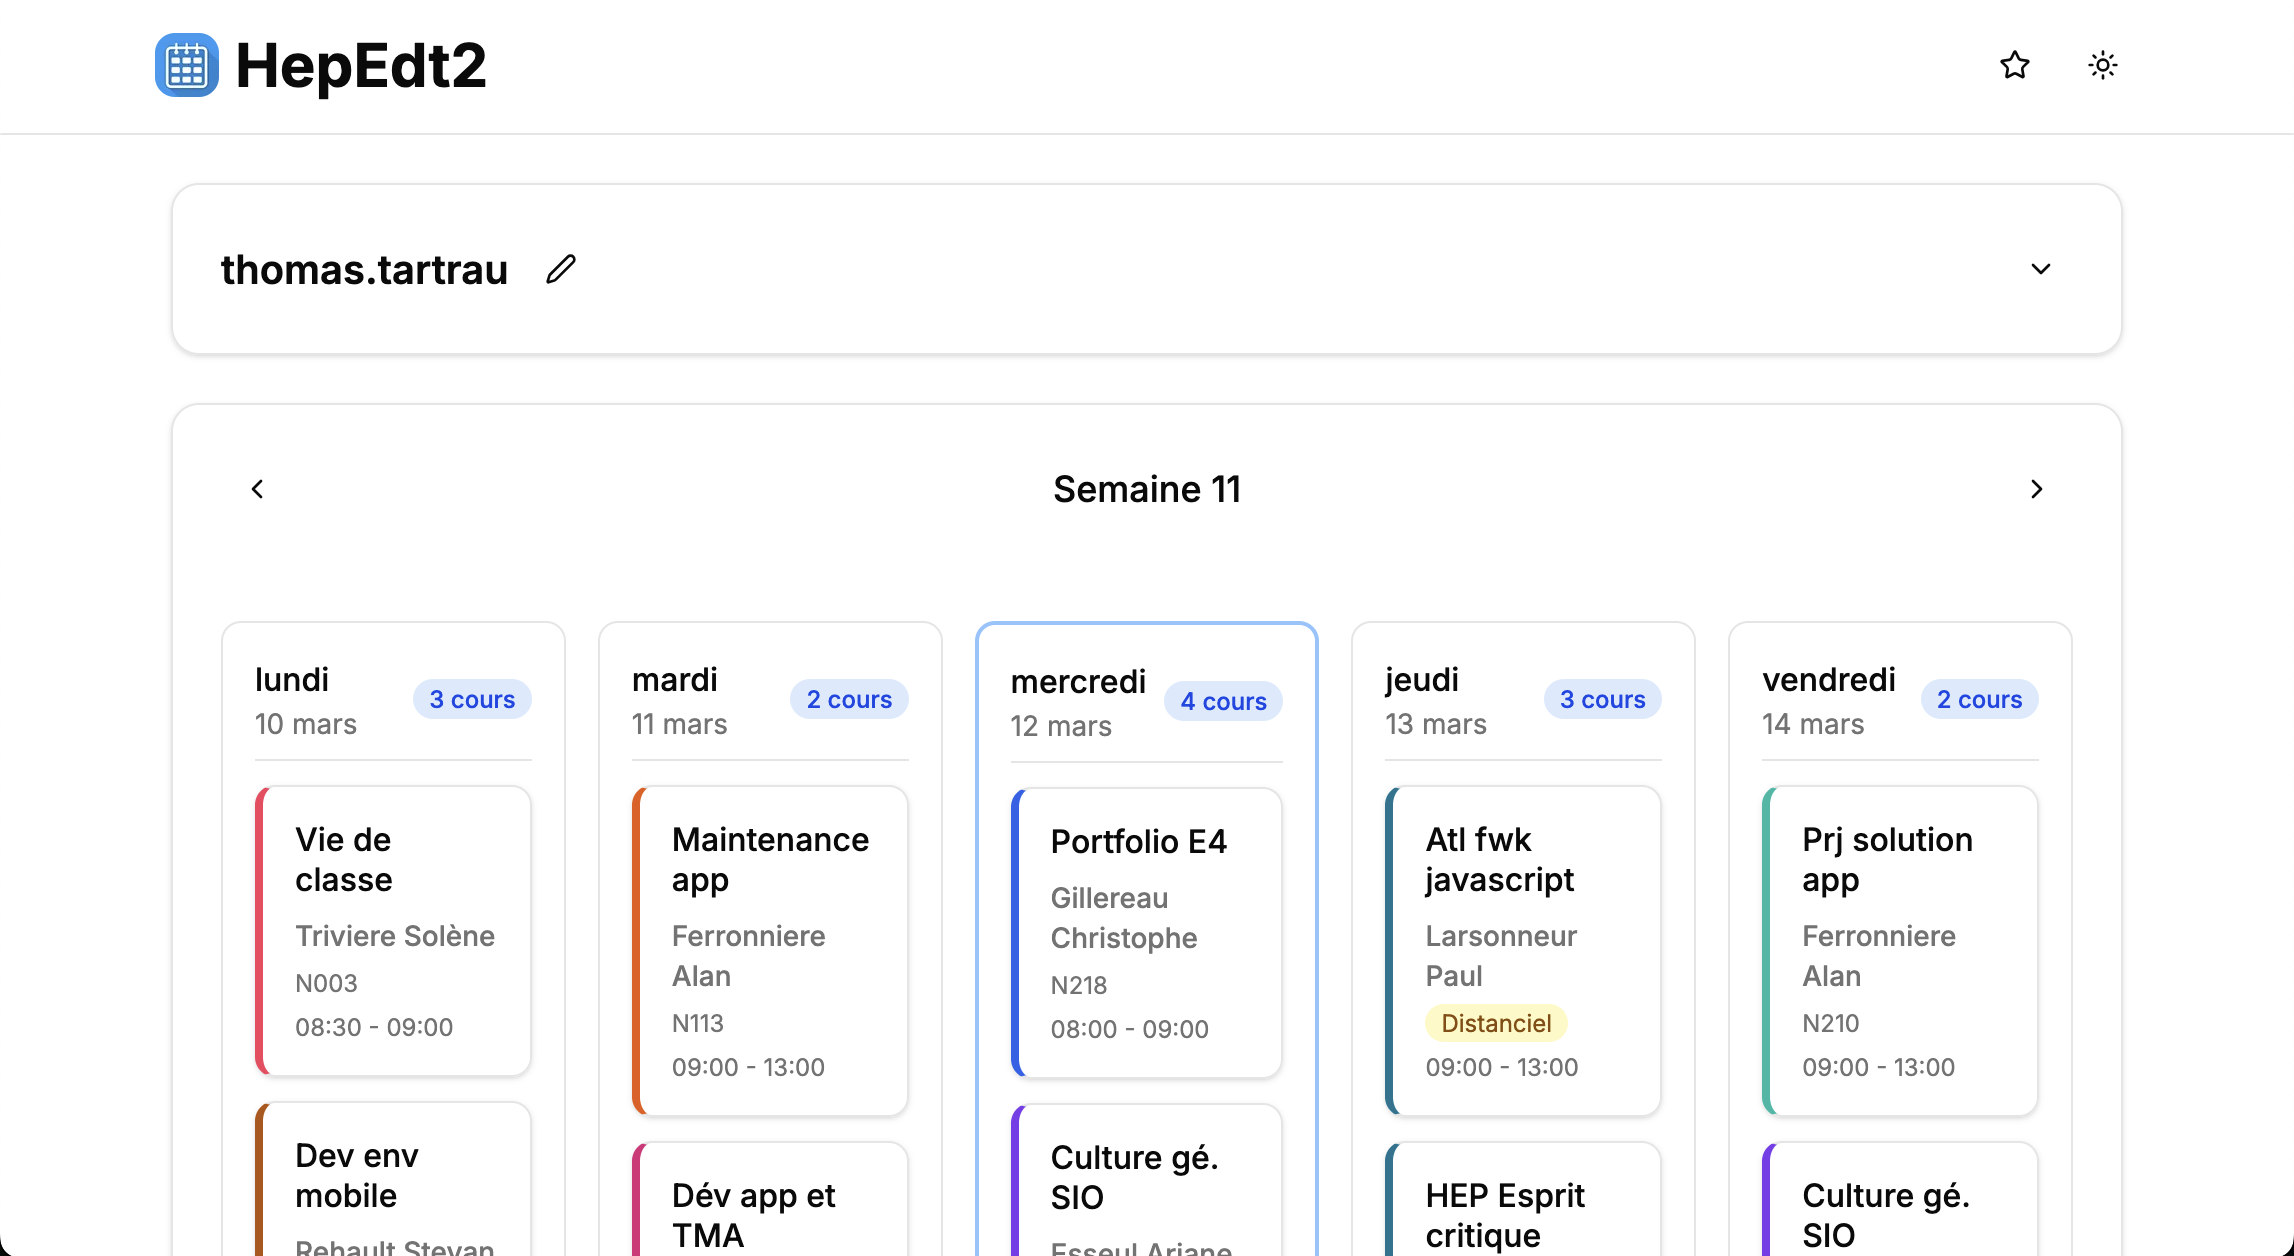 HepEdt2
thomas.tartrau
Semaine 11
lundi
10 mars
3 cours
Vie de
classe
Triviere Solène
N003
08:30 - 09:00
Dev env
mobile
Rehault Stevan
mardi
11 mars
2 cours
Maintenance
app
Ferronniere
Alan
N113
09:00 - 13:00
Dév app et
TMA
mercredi
12 mars
4 cours
Portfolio E4
Gillereau
Christophe
N218
08:00 - 09:00
Culture gé.
SIO
Esseul Ariane
jeudi
13 mars
3 cours
Atl fwk
javascript
Larsonneur
Paul
Distanciel
09:00 - 13:00
HEP Esprit
critique
vendredi
14 mars
2 cours
Prj solution
app
Ferronniere
Alan
N210
09:00 - 13:00
Culture gé.
SIO